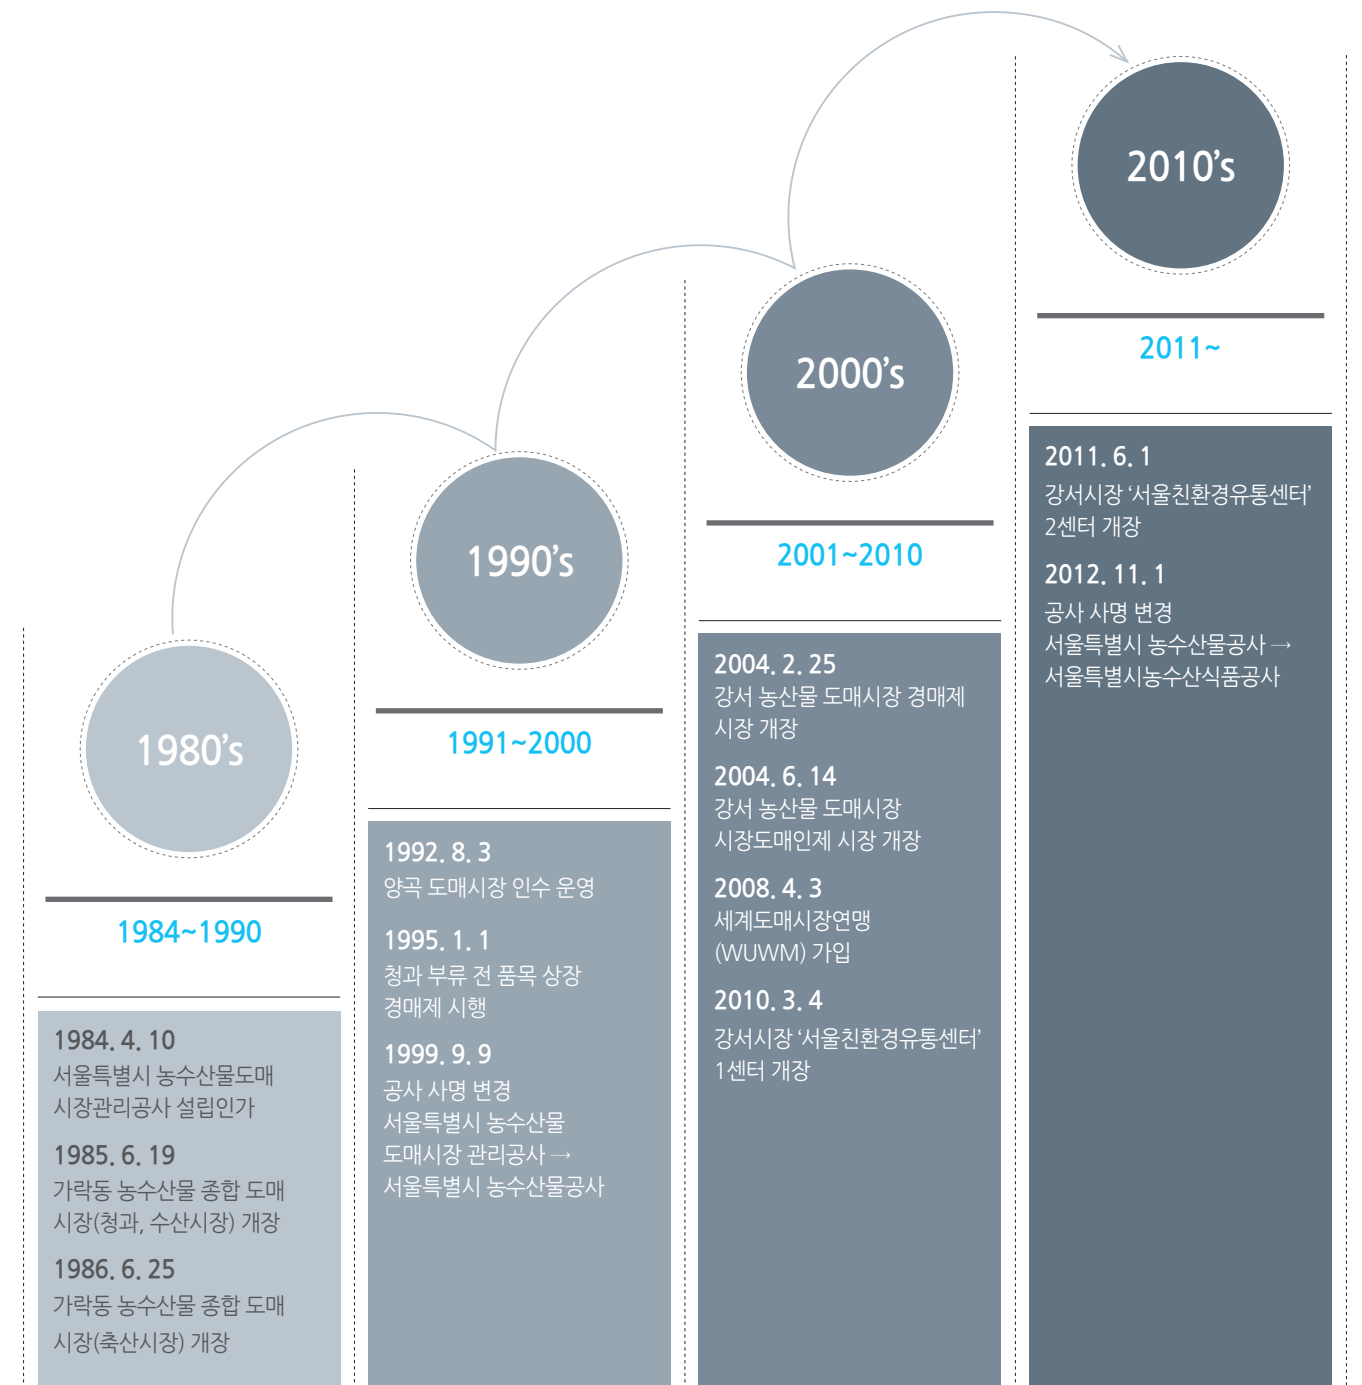 1980’s
1984~1990
1984. 4. 10
서울특별시 농수산물도매
시장관리공사 설립인가
1985. 6. 19
가락동 농수산물 종합 도매
시장(청과, 수산시장) 개장
1986. 6. 25
가락동 농수산물 종합 도매
시장(축산시장) 개장
1990’s
1991~2000
1992. 8. 3
양곡 도매시장 인수 운영
1995. 1. 1
청과 부류 전 품목 상장
경매제 시행
1999. 9. 9
공사 사명 변경
서울특별시 농수산물
도매시장 관리공사 →
서울특별시 농수산물공사
2000’s
2001~2010
2004. 2. 25
강서 농산물 도매시장 경매제
시장 개장
2004. 6. 14
강서 농산물 도매시장
시장도매인제 시장 개장
2008. 4. 3
세계도매시장연맹
(WUWM) 가입
2010. 3. 4
강서시장 ‘서울친환경유통센터’
1센터 개장
2010’s
2011~
2011. 6. 1
강서시장 ‘서울친환경유통센터’
2센터 개장
2012. 11. 1
공사 사명 변경
서울특별시 농수산물공사 →
서울특별시농수산식품공사